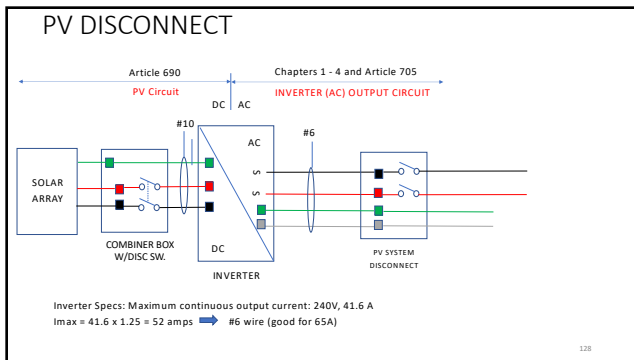 PV DISCONNECT
Article 690
Chapters 1 - 4 and Article 705
PV Circuit
INVERTER (AC) OUTPUT CIRCUIT
DC AC
#10
#6
AC
SOLAR
ARRAY
S
S
DC
COMBINER BOX
W/DISC SW.
INVERTER
PV SYSTEM
DISCONNECT
Inverter Specs: Maximum continuous output current: 240V, 41.6 A
Imax = 41.6 x 1.25 = 52 amps #6 wire (good for 65A)
128